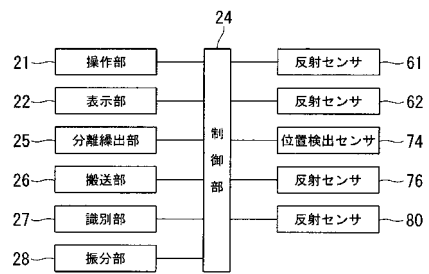 24
21 操作部 反射センサ 61
22 表示部 反射センサ 62
25 分離繰出部 制御部 位置検出センサ 74
26 搬送部 反射センサ 76
27 識別部 反射センサ 80
28 振分部